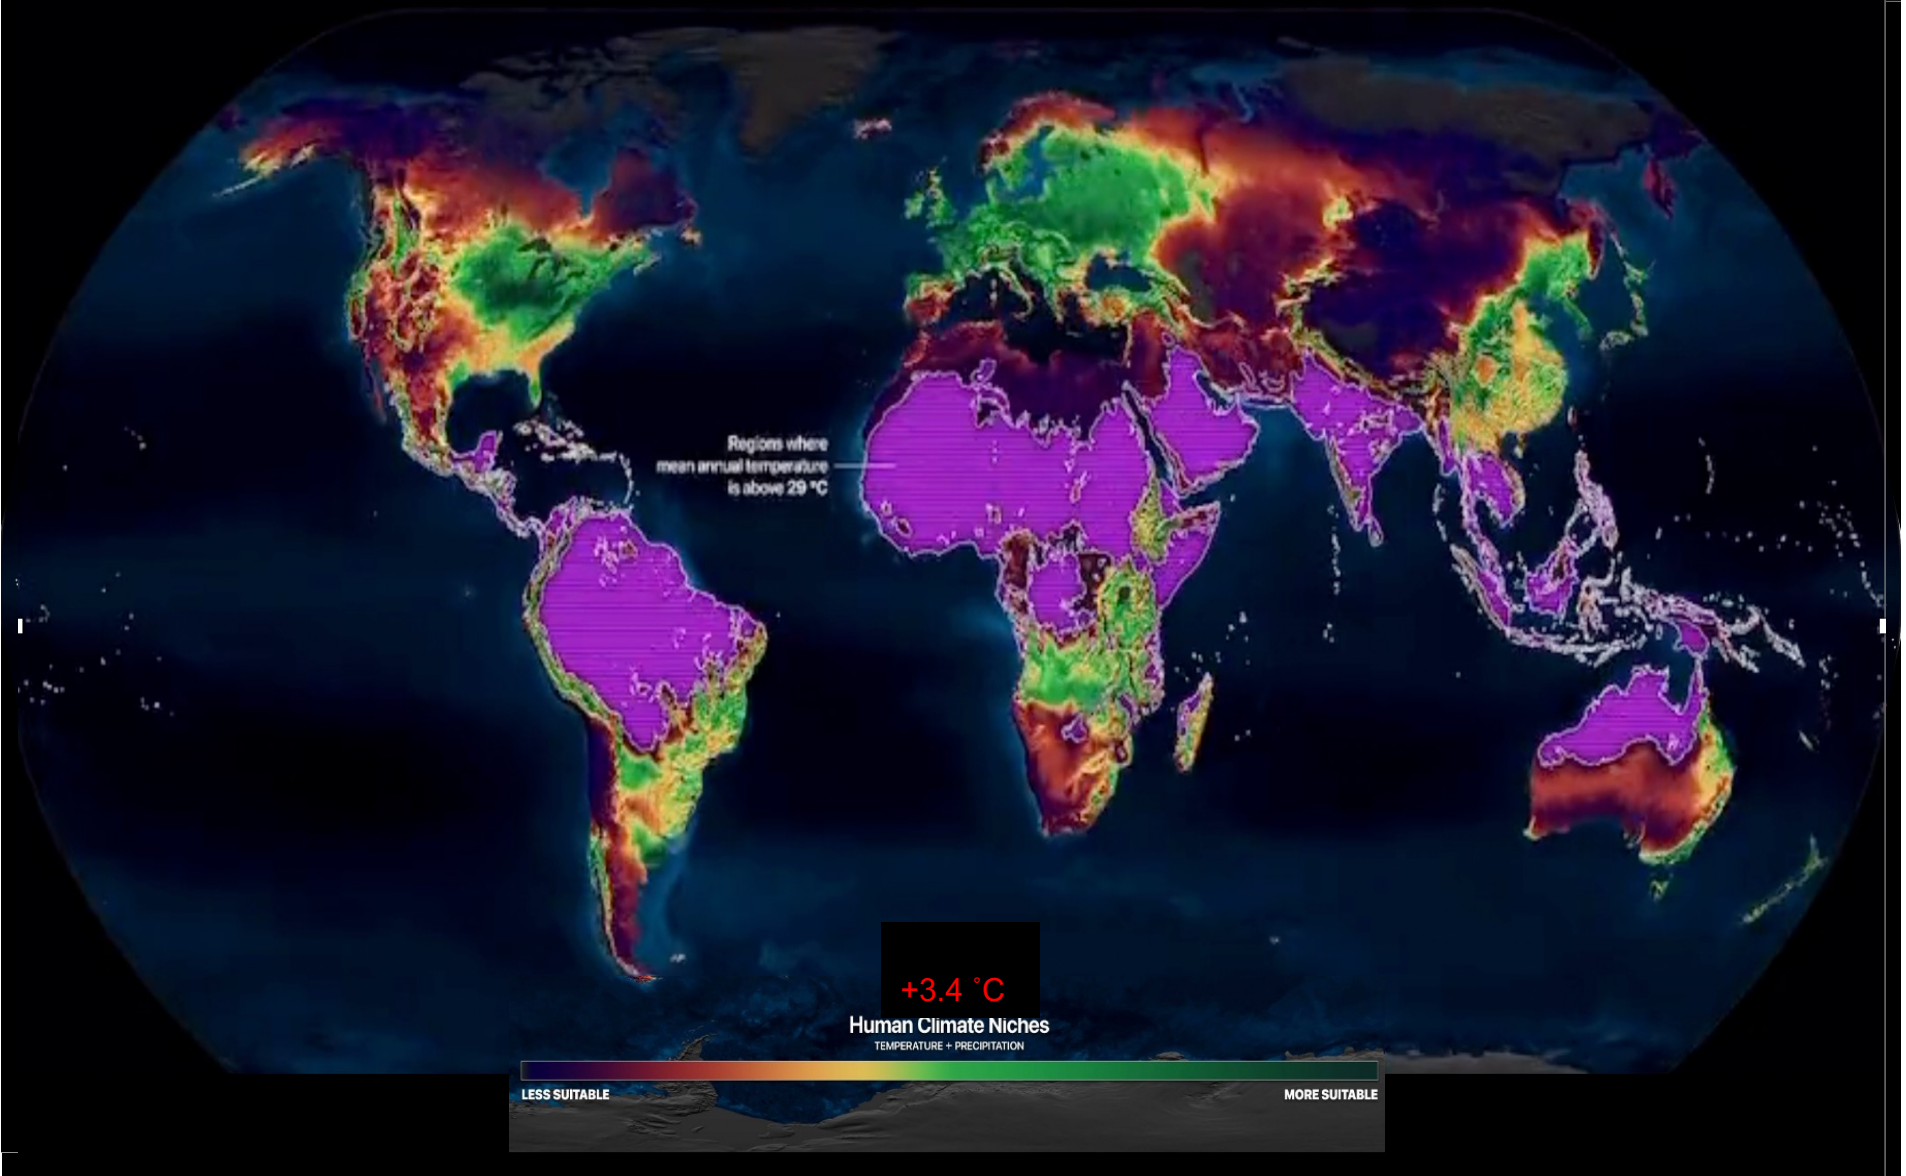 Regions where
mean annual temperature
is above 29 °C
+3.4 °C
Human Climate Niches
TEMPERATURE + PRECIPITATION
LESS SUITABLE
MORE SUITABLE